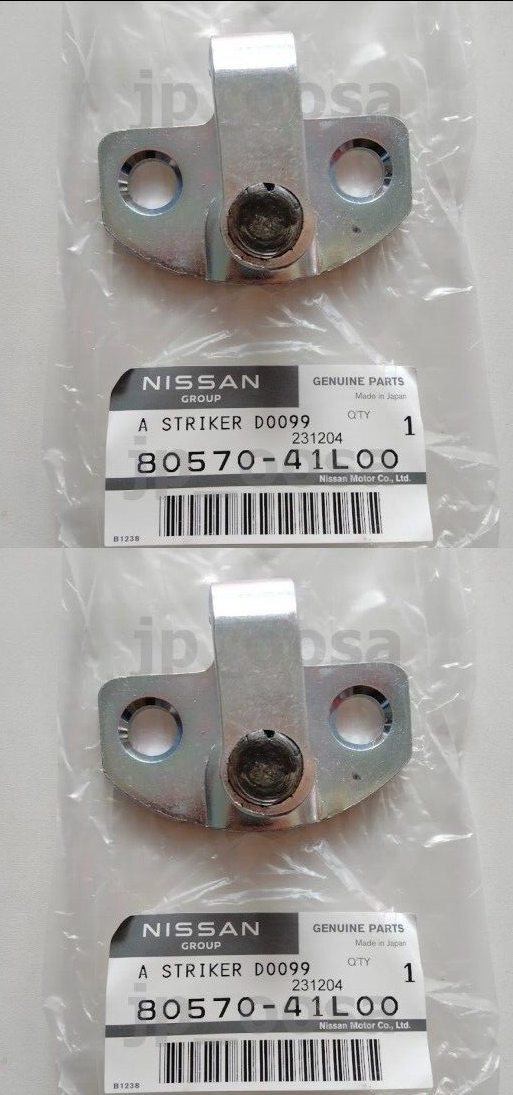 NISSAN
GROUP
GENUINE PARTS
Made in Japan
A STRIKER D0099
Q'TY
1
231204
80570-41L00
Nissan Motor Co., Ltd.
B1238
NISSAN
GROUP
GENUINE PARTS
Made in Japan
A STRIKER D0099
Q'TY
1
231204
80570-41L00
Nissan Motor Co., Ltd.
B1238